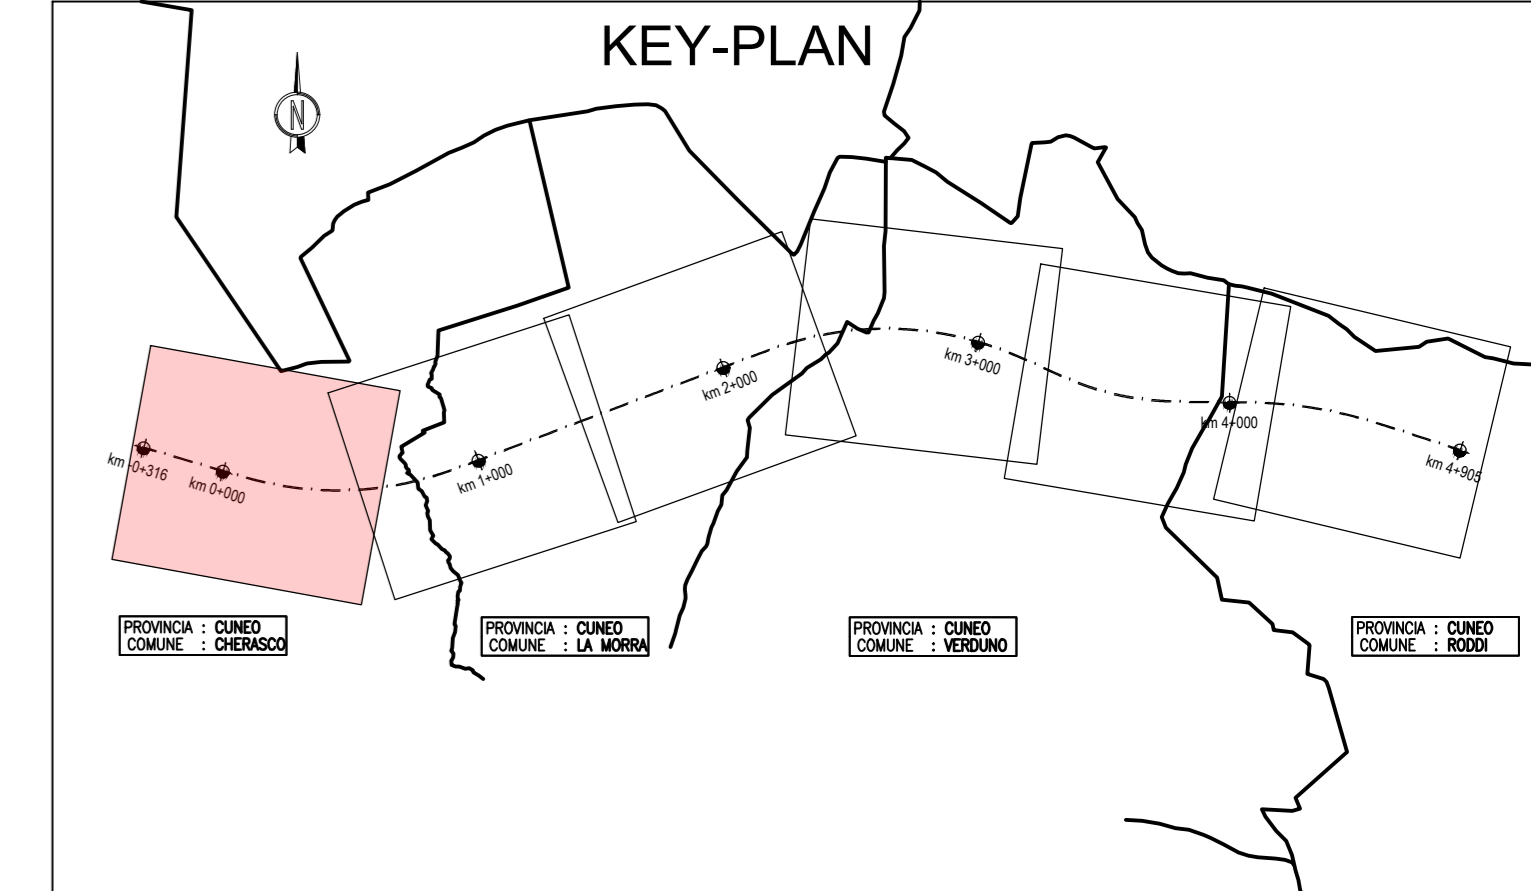 KEY-PLAN
N
km -0+316
km 0+000
km 1+000
km 2+000
km 3+000
km 4+000
km 4+905
PROVINCIA : CUNEO
COMUNE : CHERASCO
PROVINCIA : CUNEO
COMUNE : LA MORRA
PROVINCIA : CUNEO
COMUNE : VERDUNO
PROVINCIA : CUNEO
COMUNE : RODDI